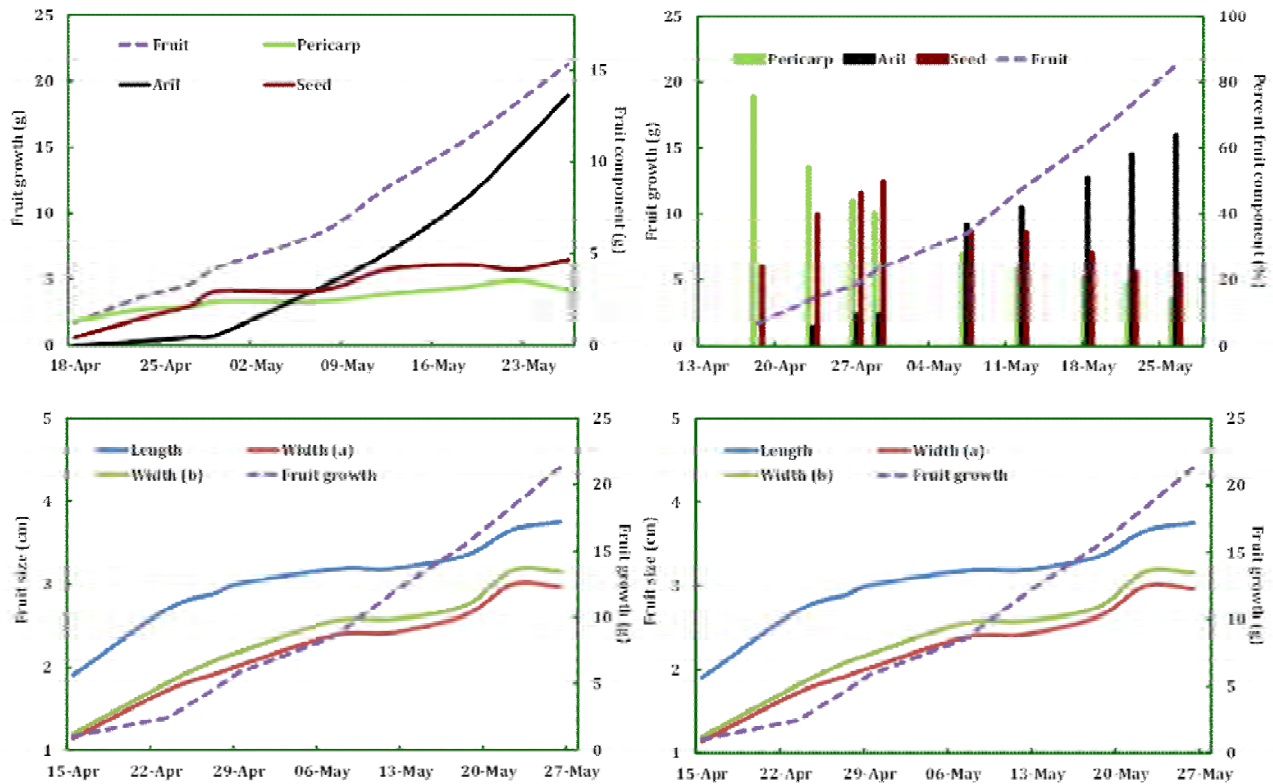 25
20
15
10
5
0
Fruit growth (g)
Fruit Pericarp
Aril Seed
15
10
5
0
Fruit component (g)
18-Apr 25-Apr 02-May 09-May 16-May 23-May
25
20
15
10
5
0
Fruit growth (g)
Pericarp Aril Seed Fruit
100
80
60
40
20
0
Percent fruit component (%)
13-Apr 20-Apr 27-Apr 04-May 11-May 18-May 25-May
5
4
3
2
1
Fruit size (cm)
Length Width (a)
Width (b) Fruit growth
25
20
15
10
5
0
Fruit growth
(g)
15-Apr 22-Apr 29-Apr 06-May 13-May 20-May 27-May
5
4
3
2
1
Fruit size (cm)
Length Width (a)
Width (b) Fruit growth
25
20
15
10
5
0
Fruit growth (g)
15-Apr 22-Apr 29-Apr 06-May 13-May 20-May 27-May